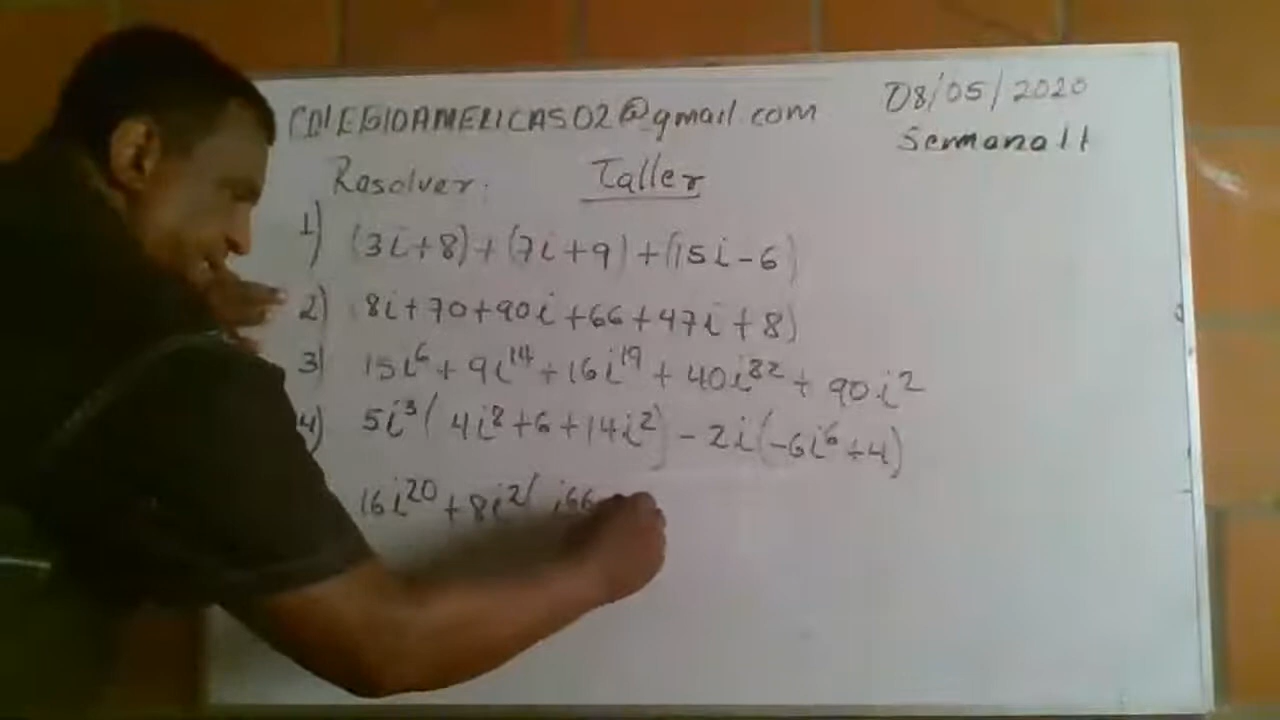 COLEGIOAMERICAS02@gmail.com 08/05/2020
Semana 11
Resolver: Taller
1) (3i+8)+(7i+9)+(15i-6)
2) 8i+70+90i+66+47i+8)
3) 15i⁶+9i¹⁴+16i¹⁹+40i³²+90i²
4) 5i³(4i⁸+6+14i²)-2i(-6i⁶+4)
16i²⁰+8i²(i⁶⁶